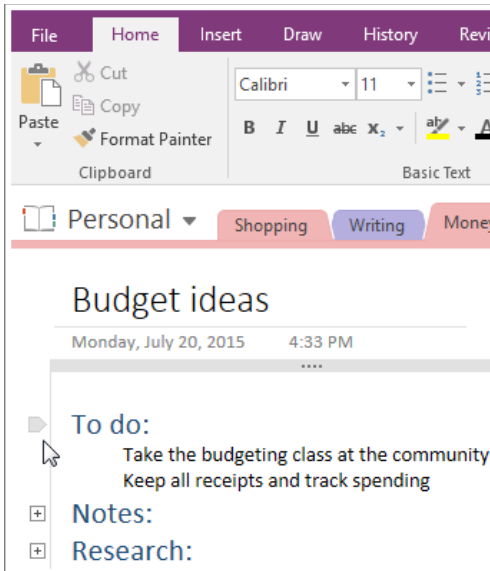 File Home Insert Draw History Revi
Cut
Calibri 11
Copy
Paste
Format Painter
B I U abc X₂ ab A
Clipboard Basic Text
Personal Shopping Writing Money
Budget ideas
Monday, July 20, 2015 4:33 PM
To do:
Take the budgeting class at the community
Keep all receipts and track spending
Notes:
Research: